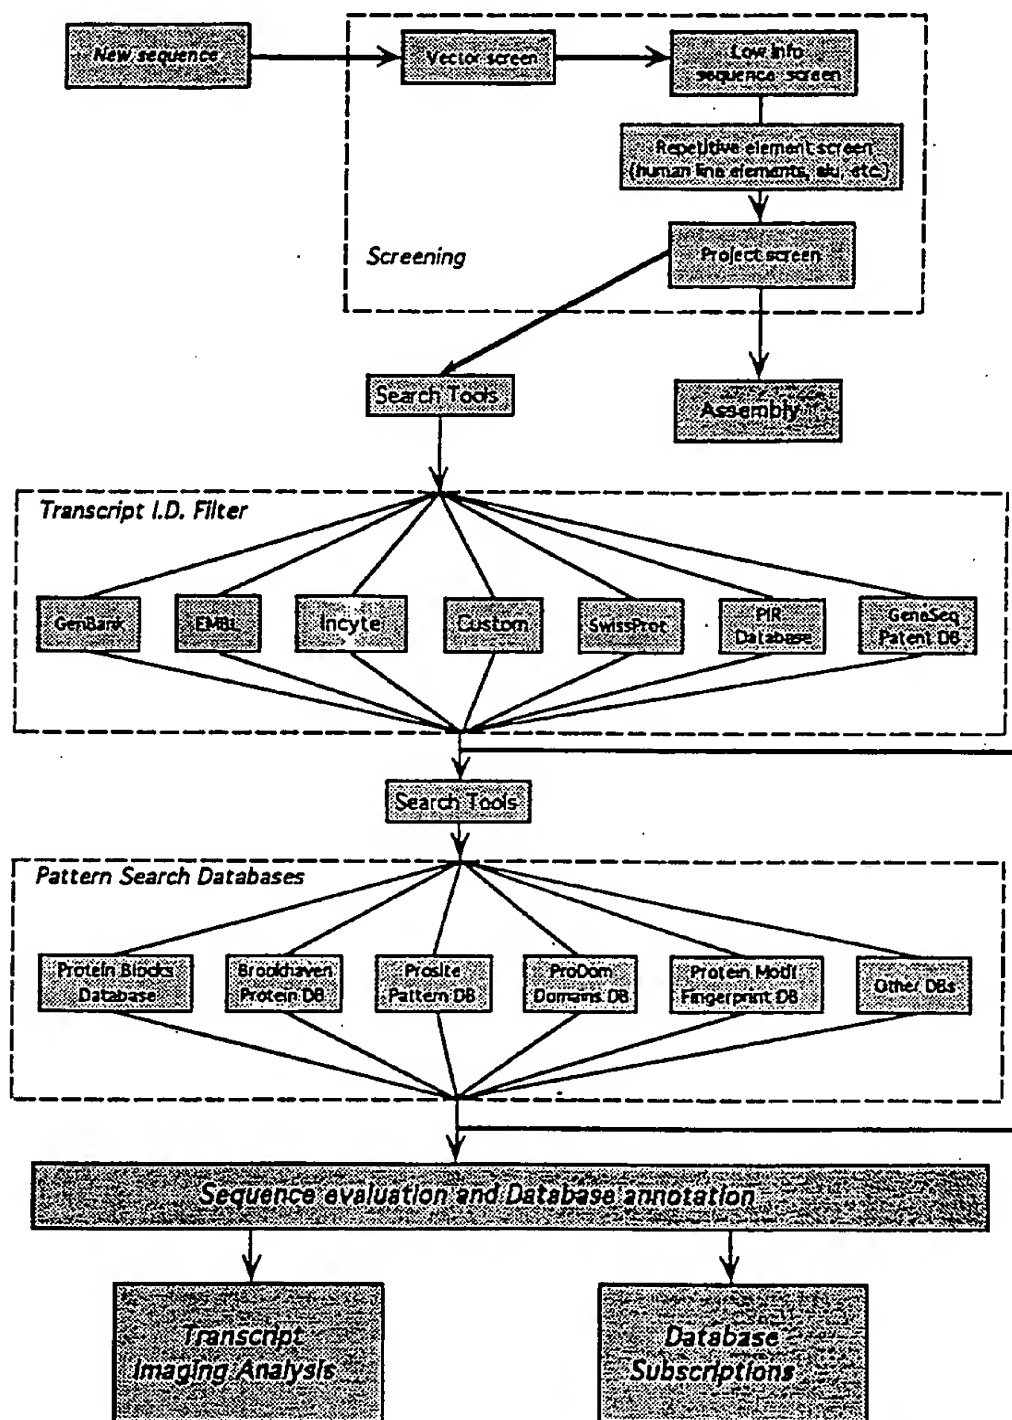 New sequence
Vector screen
Low info
sequence screen
Repetitive element screen
(human line elements, alu, etc.)
Screening
Project screen
Search Tools
Assembly
Transcript I.D. Filter
GenBank
EMBL
Incyte
Custom
SwissProt
PIR
Database
GeneSeq
Patent DB
Search Tools
Pattern Search Databases
Protein Blocks
Database
Brookhaven
Protein DB
Prosite
Pattern DB
ProDom
Domains DB
Protein Motif
Fingerprint DB
Other DBs
Sequence evaluation and Database annotation
Transcript
Imaging Analysis
Database
Subscriptions